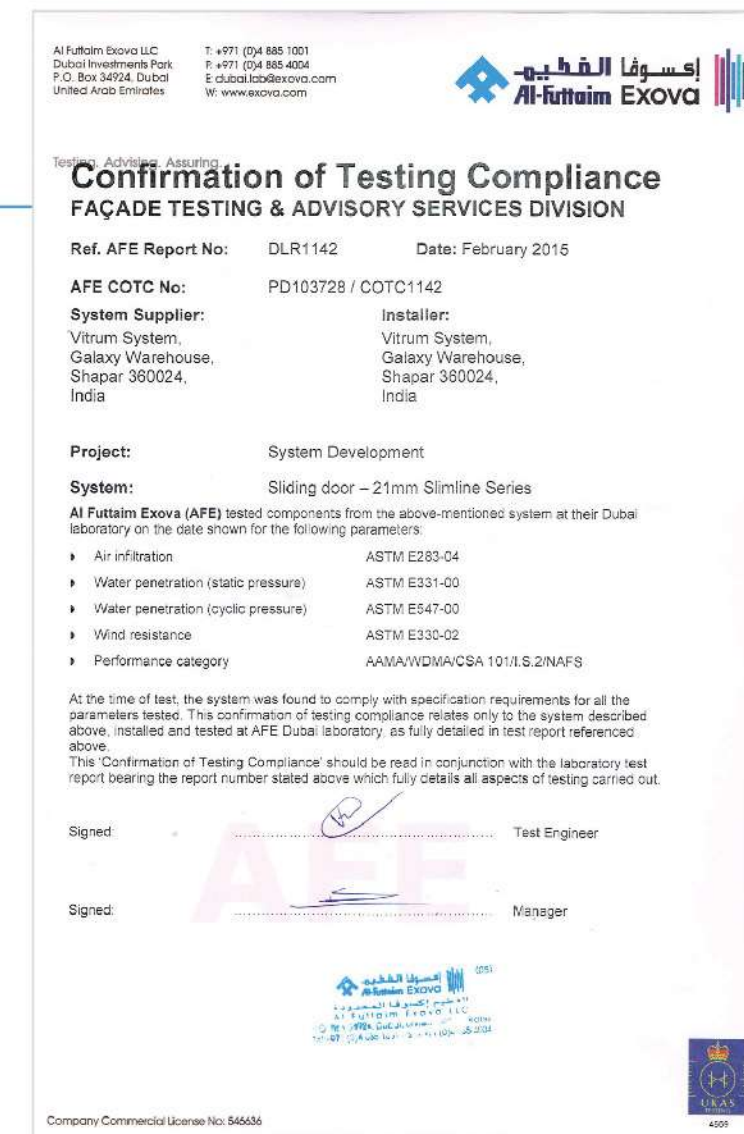 Al Futtaim Exova LLC
Dubai Investments Park
P.O. Box 34924, Dubai
United Arab Emirates
T: +971 (0)4 885 1001
F: +971 (0)4 885 4004
E: dubai.lab@exova.com
W: www.exova.com
إكسوفا الفطيم
Al-Futtaim Exova
Testing. Advising. Assuring.
Confirmation of Testing Compliance
FAÇADE TESTING & ADVISORY SERVICES DIVISION
Ref. AFE Report No: DLR1142 Date: February 2015
AFE COTC No: PD103728 / COTC1142
System Supplier: Installer:
Vitrum System, Vitrum System,
Galaxy Warehouse, Galaxy Warehouse,
Shapar 360024, Shapar 360024,
India India
Project: System Development
System: Sliding door – 21mm Slimline Series
Al Futtaim Exova (AFE) tested components from the above-mentioned system at their Dubai
laboratory on the date shown for the following parameters:
Air infiltration ASTM E283-04
Water penetration (static pressure) ASTM E331-00
Water penetration (cyclic pressure) ASTM E547-00
Wind resistance ASTM E330-02
Performance category AAMA/WDMA/CSA 101/I.S.2/NAFS
At the time of test, the system was found to comply with specification requirements for all the
parameters tested. This confirmation of testing compliance relates only to the system described
above, installed and tested at AFE Dubai laboratory, as fully detailed in test report referenced
above.
This 'Confirmation of Testing Compliance' should be read in conjunction with the laboratory test
report bearing the report number stated above which fully details all aspects of testing carried out.
Signed: Test Engineer
AFE
Signed: Manager
إكسوفا الفطيم
Al-Futtaim Exova
(05)
Al Futtaim Exova LLC
UKAS
TESTING
4509
Company Commercial License No: 546636